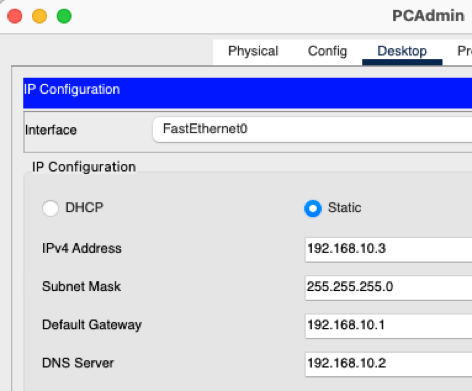 PCAdmin
Physical Config Desktop
IP Configuration
Interface FastEthernet0
IP Configuration
DHCP Static
IPv4 Address 192.168.10.3
Subnet Mask 255.255.255.0
Default Gateway 192.168.10.1
DNS Server 192.168.10.2